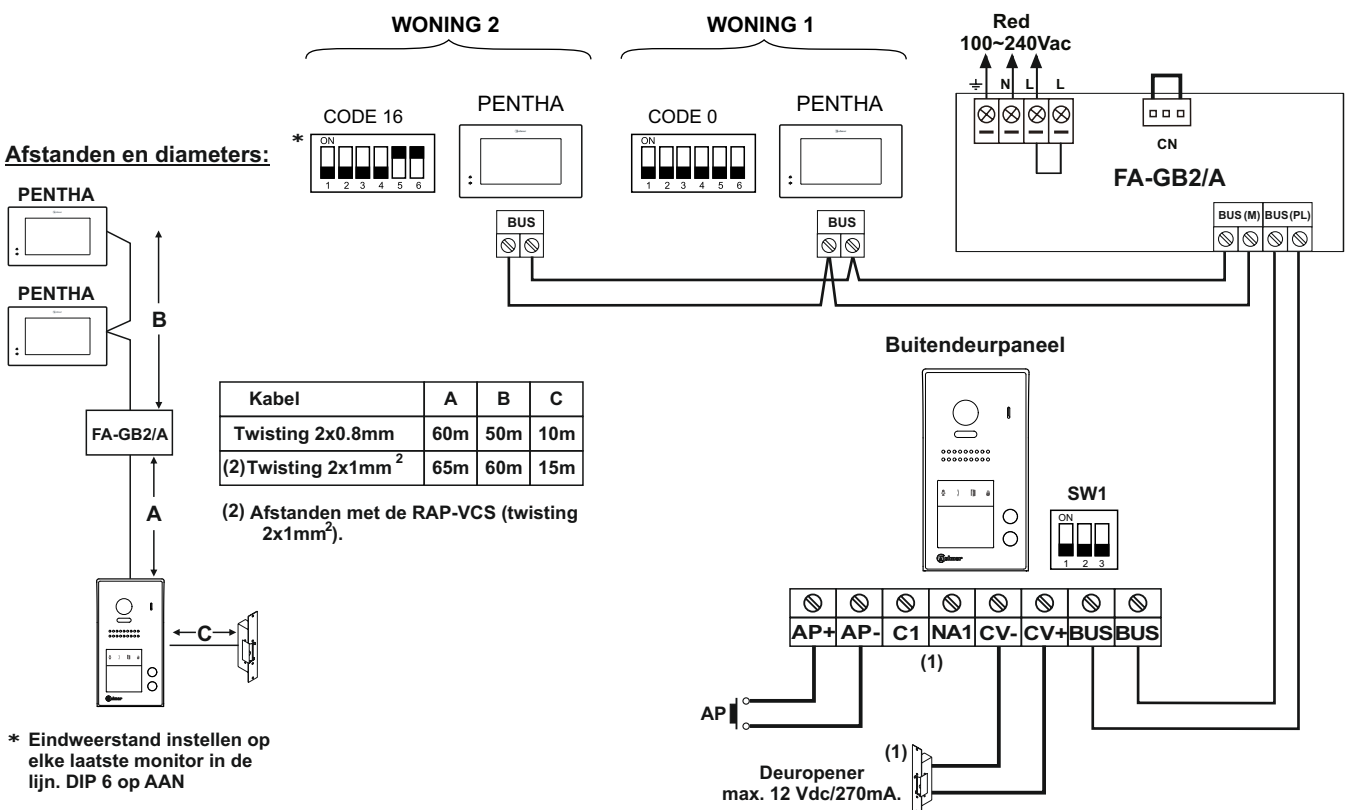 WONING 2
WONING 1
Red
100~240Vac
N L L
CODE 16
PENTHA
CODE 0
PENTHA
*
ON
1 2 3 4 5 6
ON
1 2 3 4 5 6
CN
FA-GB2/A
Afstanden en diameters:
PENTHA
BUS
BUS
BUS (M) BUS (PL)
PENTHA
B
Buitendeurpaneel
Kabel A B C
Twisting 2x0.8mm 60m 50m 10m
(2) Twisting 2x1mm² 65m 60m 15m
FA-GB2/A
A
(2) Afstanden met de RAP-VCS (twisting
2x1mm²).
SW1
ON
1 2 3
C
AP+ AP- C1 NA1 CV- CV+ BUS BUS
(1)
AP
* Eindweerstand instellen op
elke laatste monitor in de
lijn. DIP 6 op AAN
(1)
Deuropener
max. 12 Vdc/270mA.